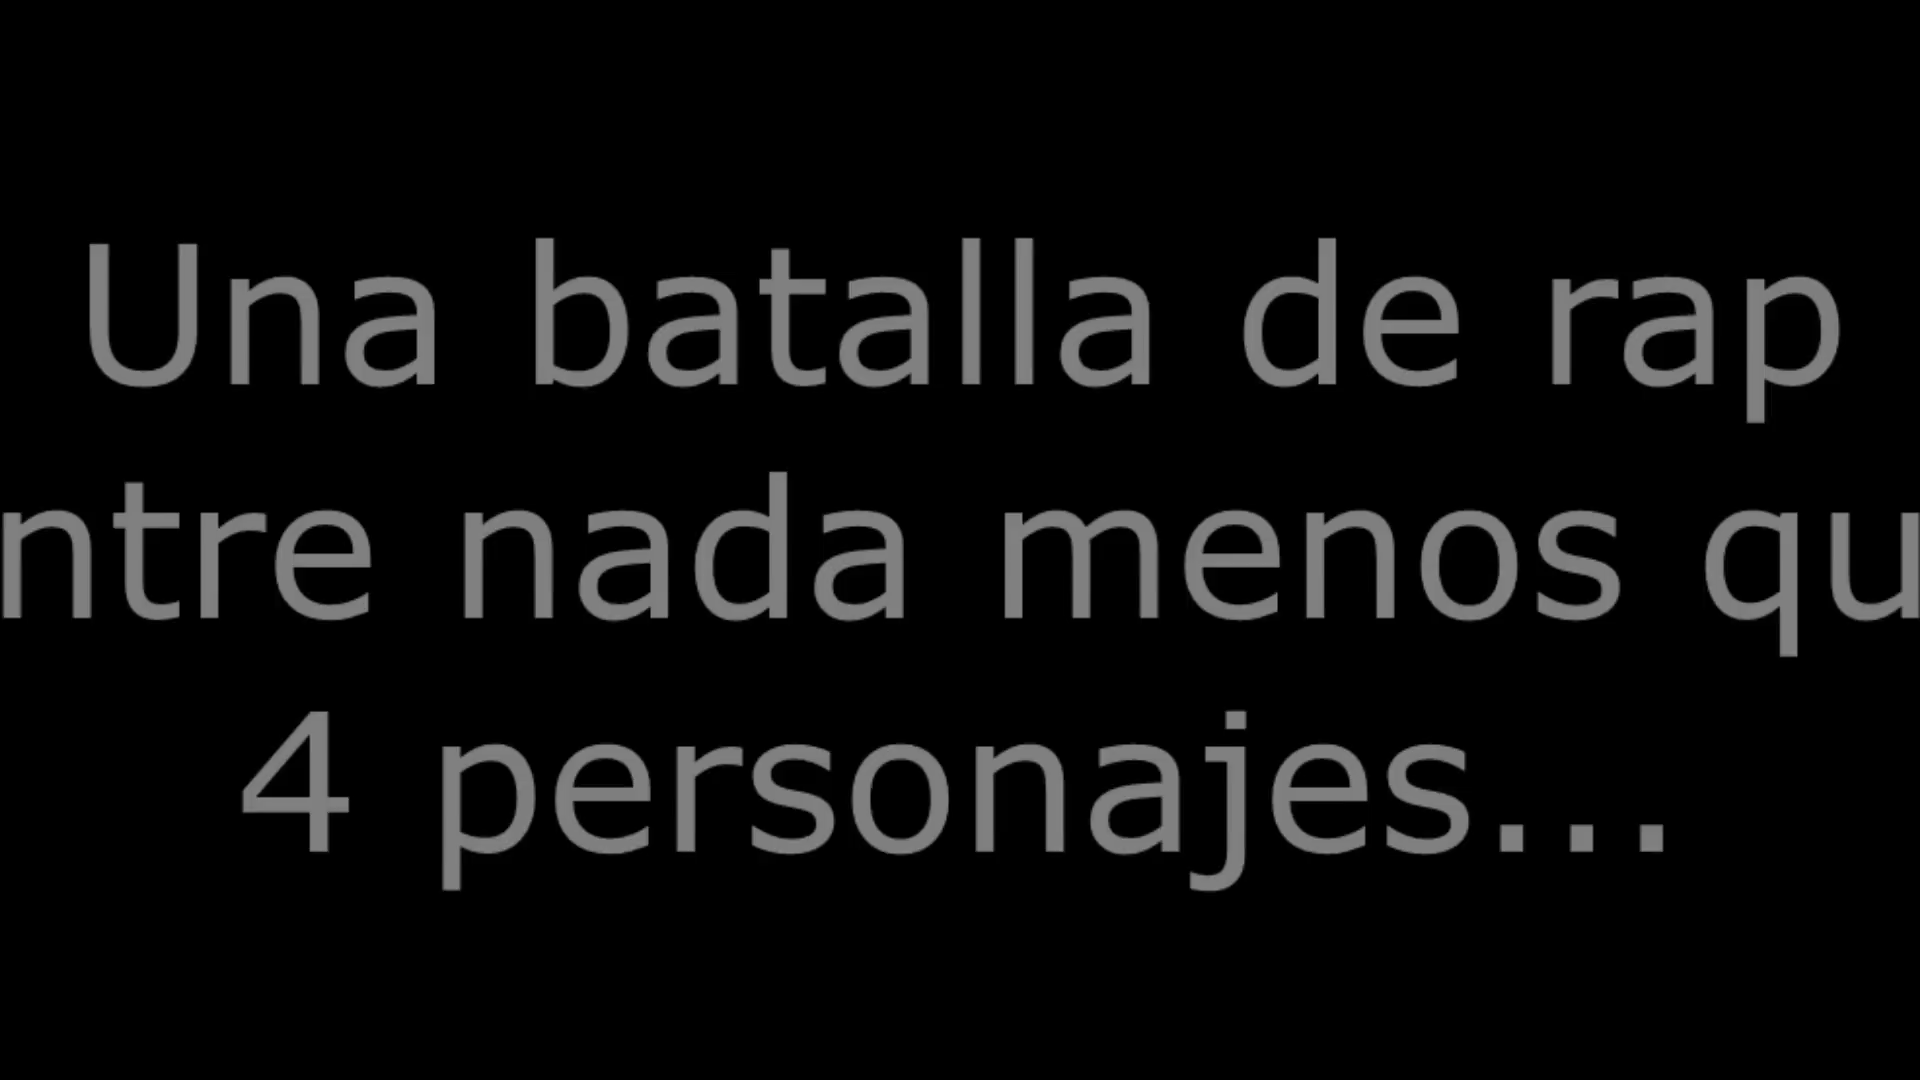 Una batalla de rap
ntre nada menos qu
4 personajes...